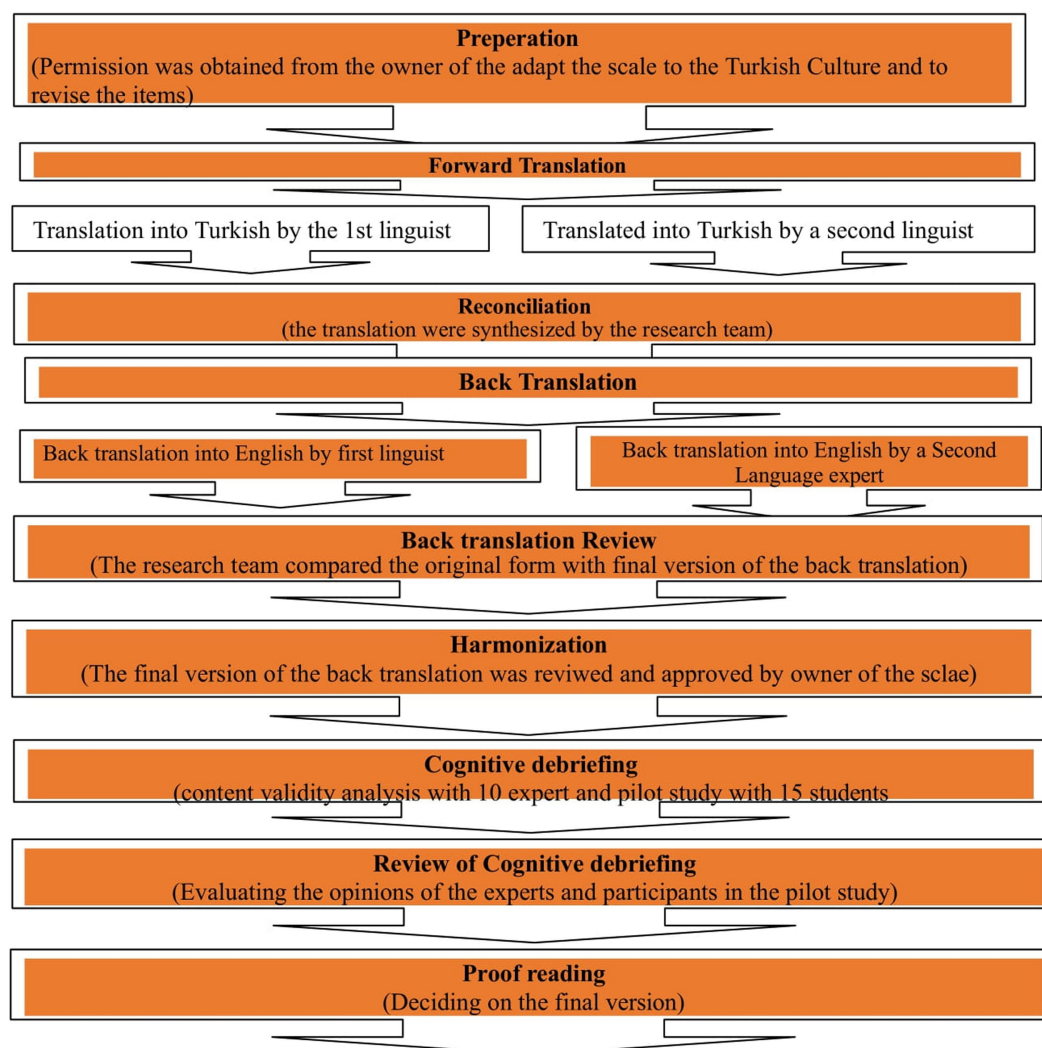 Preperation
(Permission was obtained from the owner of the adapt the scale to the Turkish Culture and to
revise the items)
Forward Translation
Translation into Turkish by the 1st linguist
Translated into Turkish by a second linguist
Reconciliation
(the translation were synthesized by the research team)
Back Translation
Back translation into English by first linguist
Back translation into English by a Second
Language expert
Back translation Review
(The research team compared the original form with final version of the back translation)
Harmonization
(The final version of the back translation was reviwed and approved by owner of the sclae)
Cognitive debriefing
(content validity analysis with 10 expert and pilot study with 15 students
Review of Cognitive debriefing
(Evaluating the opinions of the experts and participants in the pilot study)
Proof reading
(Deciding on the final version)